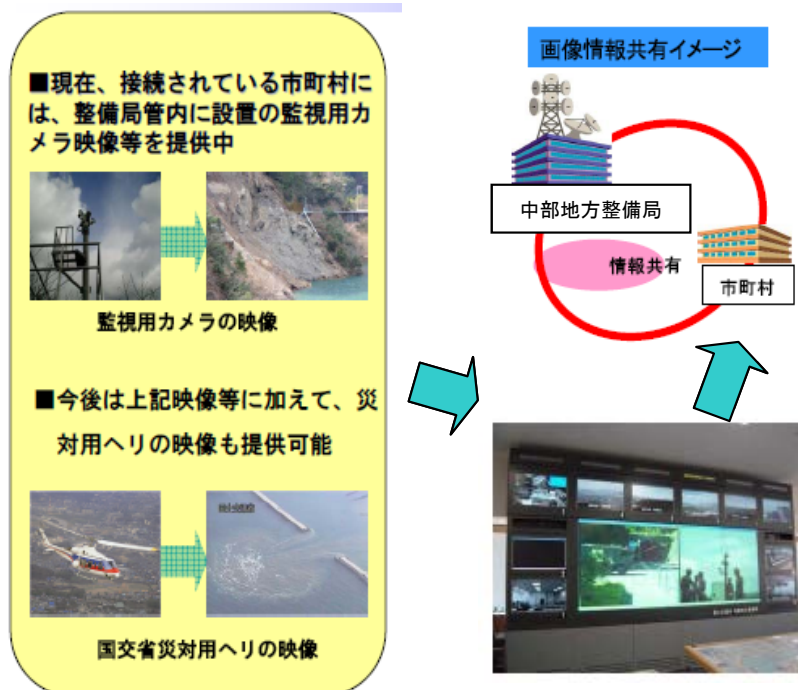 ■現在、接続されている市町村に
は、整備局管内に設置の監視用カ
メラ映像等を提供中
監視用カメラの映像
■今後は上記映像等に加えて、災
対用ヘリの映像も提供可能
国交省災対用ヘリの映像
画像情報共有イメージ
中部地方整備局
情報共有
市町村